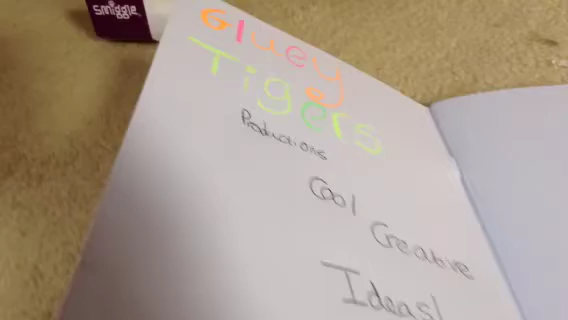 smiggle
Gluey
Tigers
Productions
Cool
Creative
Ideas!